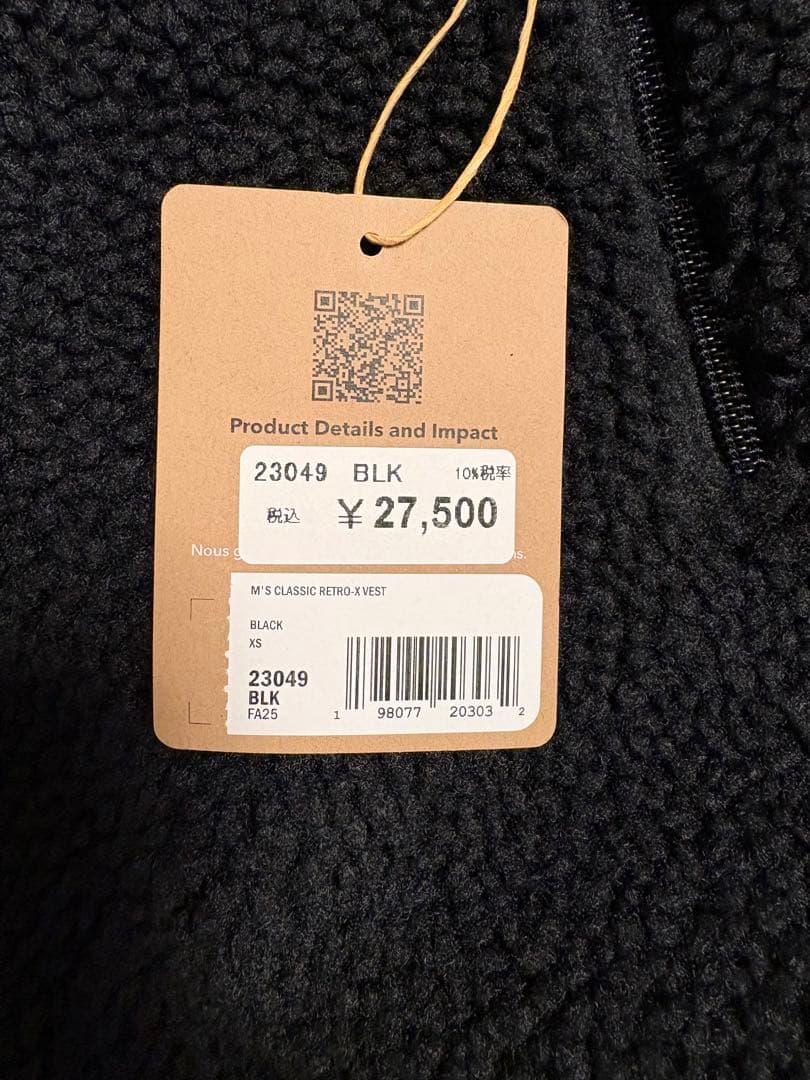 Product Details and Impact
23049 BLK 10%税率
税込 ¥27,500
Nous
M'S CLASSIC RETRO-X VEST
BLACK
XS
23049
BLK
FA25
1 98077 20303 2